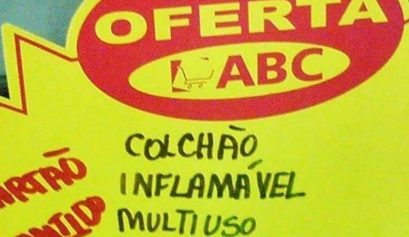 OFERTA
ABC
COLCHÃO
INFLAMÁVEL
MULTIUSO